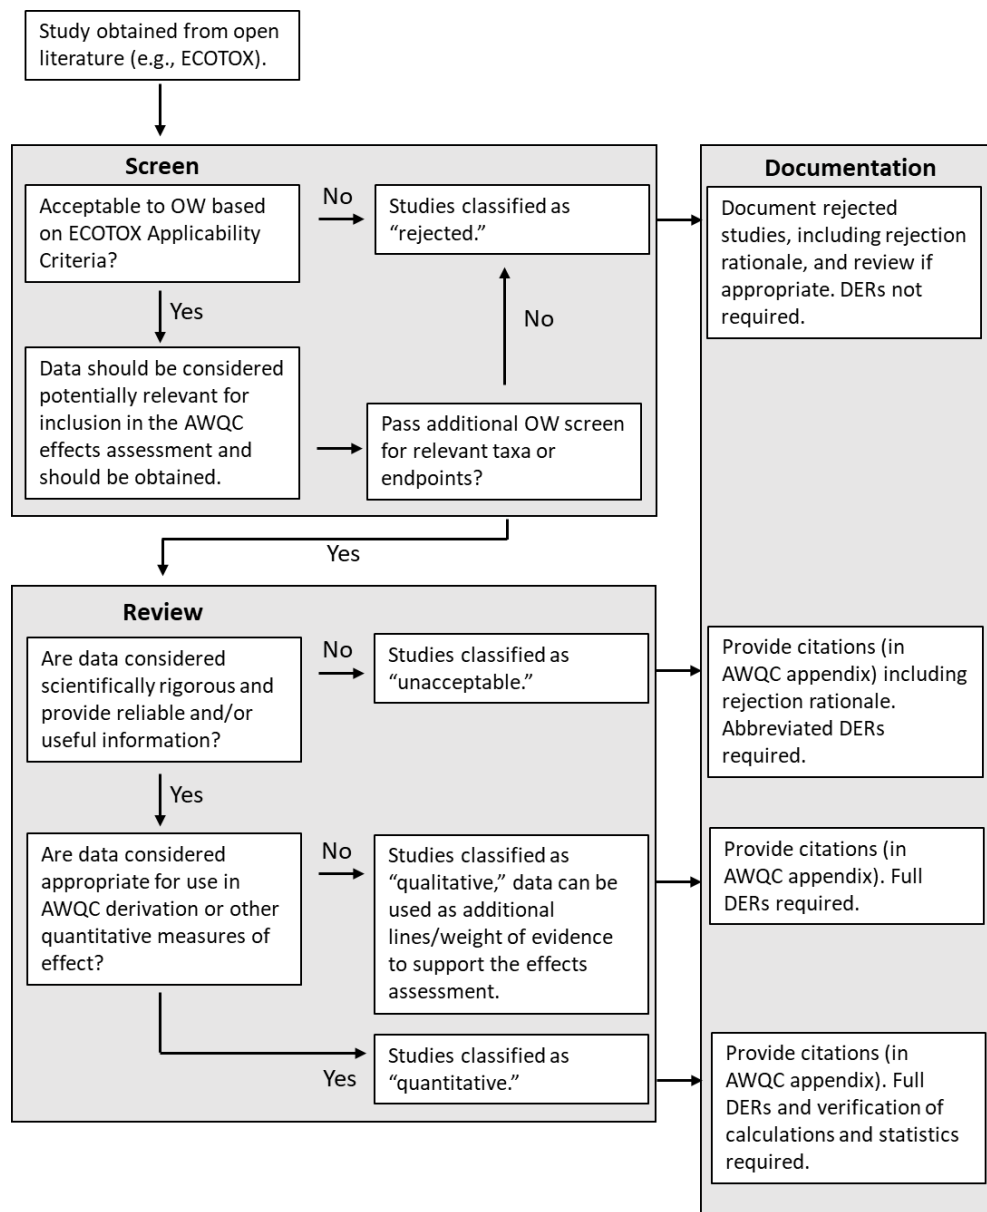 Study obtained from open
literature (e.g., ECOTOX).
Screen
Acceptable to OW based
on ECOTOX Applicability
Criteria?
No
Studies classified as
“rejected.”
Yes
No
Data should be considered
potentially relevant for
inclusion in the AWQC
effects assessment and
should be obtained.
Pass additional OW screen
for relevant taxa or
endpoints?
Yes
Documentation
Document rejected
studies, including rejection
rationale, and review if
appropriate. DERs not
required.
Review
Are data considered
scientifically rigorous and
provide reliable and/or
useful information?
No
Studies classified as
“unacceptable.”
Provide citations (in
AWQC appendix) including
rejection rationale.
Abbreviated DERs
required.
Yes
Are data considered
appropriate for use in
AWQC derivation or other
quantitative measures of
effect?
No
Studies classified as
“qualitative,” data can be
used as additional
lines/weight of evidence
to support the effects
assessment.
Provide citations (in
AWQC appendix). Full
DERs required.
Yes
Studies classified as
“quantitative.”
Provide citations (in
AWQC appendix). Full
DERs and verification of
calculations and statistics
required.